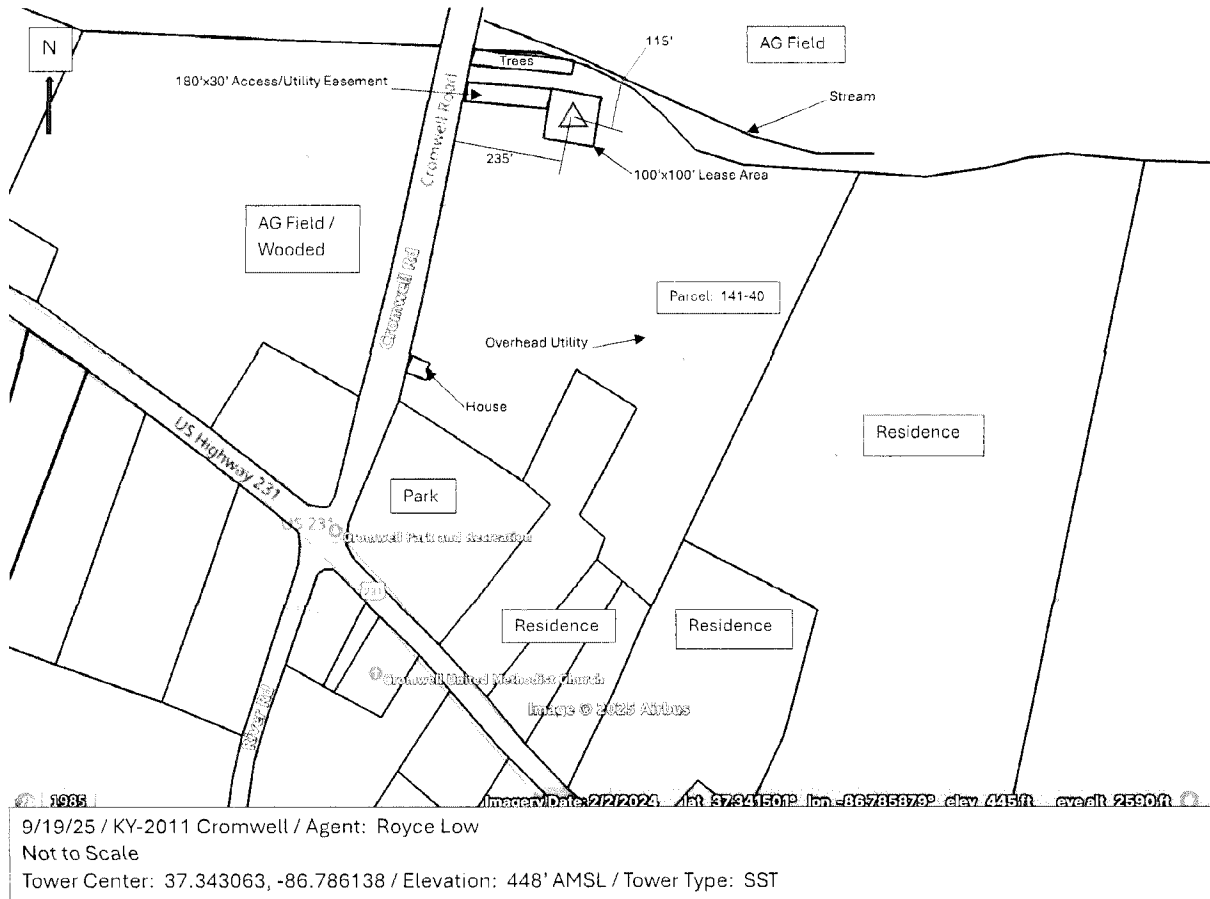 N
AG Field
115'
Trees
180'x30' Access/Utility Easement
Stream
Cromwell Road
235'
100'x100' Lease Area
AG Field /
Wooded
Cromwell Rd
Parcel: 141-40
Overhead Utility
House
Residence
US Highway 231
Park
US 231
Cromwell Park and Recreation
231
Residence
Residence
Cromwell United Methodist Church
River Rd
Image © 2025 Airbus
1985
Imagery Date: 2/2/2024 lat 37.341501° lon -86.785879° elev 445 ft eye alt 2590 ft
9/19/25 / KY-2011 Cromwell / Agent: Royce Low
Not to Scale
Tower Center: 37.343063, -86.786138 / Elevation: 448' AMSL / Tower Type: SST